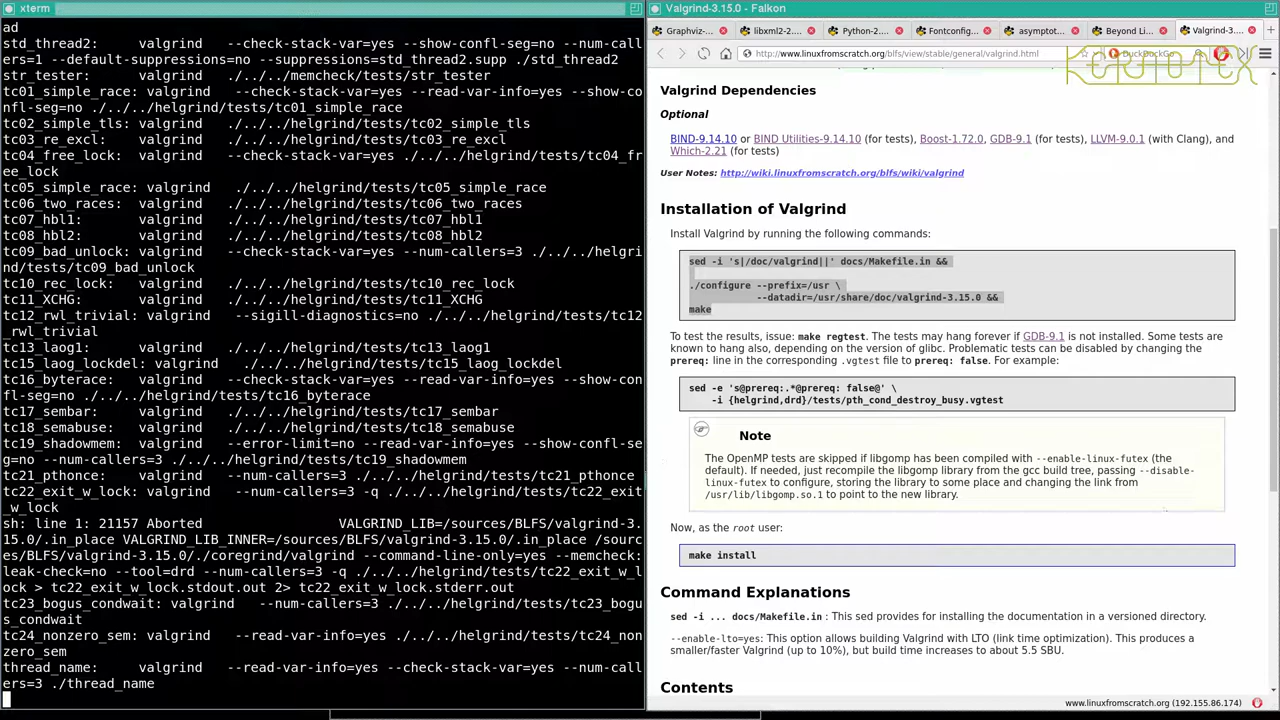 xterm
ad
std_thread2:     valgrind   --check-stack-var=yes --show-confl-seg=no --num-call
ers=1 --default-suppressions=no --suppressions=std_thread2.supp ./std_thread2
str_tester:      valgrind   ./../../memcheck/tests/str_tester
tc01_simple_race: valgrind   --check-stack-var=yes --read-var-info=yes --show-co
nfl-seg=no ./../../helgrind/tests/tc01_simple_race
tc02_simple_tls: valgrind   ./../../helgrind/tests/tc02_simple_tls
tc03_re_excl:    valgrind   ./../../helgrind/tests/tc03_re_excl
tc04_free_lock:  valgrind   --check-stack-var=yes ./../../helgrind/tests/tc04_fr
ee_lock
tc05_simple_race: valgrind   ./../../helgrind/tests/tc05_simple_race
tc06_two_races:  valgrind   ./../../helgrind/tests/tc06_two_races
tc07_hbl1:       valgrind   ./../../helgrind/tests/tc07_hbl1
tc08_hbl2:       valgrind   ./../../helgrind/tests/tc08_hbl2
tc09_bad_unlock: valgrind   --check-stack-var=yes --num-callers=3 ./../../helgri
nd/tests/tc09_bad_unlock
tc10_rec_lock:   valgrind   ./../../helgrind/tests/tc10_rec_lock
tc11_XCHG:       valgrind   ./../../helgrind/tests/tc11_XCHG
tc12_rwl_trivial: valgrind   --sigill-diagnostics=no ./../../helgrind/tests/tc12
_rwl_trivial
tc13_laog1:      valgrind   ./../../helgrind/tests/tc13_laog1
tc15_laog_lockdel: valgrind   ./../../helgrind/tests/tc15_laog_lockdel
tc16_byterace:   valgrind   --check-stack-var=yes --read-var-info=yes --show-con
fl-seg=no ./../../helgrind/tests/tc16_byterace
tc17_sembar:     valgrind   ./../../helgrind/tests/tc17_sembar
tc18_semabuse:   valgrind   ./../../helgrind/tests/tc18_semabuse
tc19_shadowmem:  valgrind   --error-limit=no --read-var-info=yes --show-confl-se
g=no --num-callers=3 ./../../helgrind/tests/tc19_shadowmem
tc21_pthonce:    valgrind   --read-var-info=yes ./../../helgrind/tests/tc21_pthonce
tc22_exit_w_lock: valgrind   --num-callers=3 -q ./../../helgrind/tests/tc22_exit
_w_lock
sh: line 1: 21157 Aborted                 VALGRIND_LIB=/sources/BLFS/valgrind-3.
15.0/.in_place VALGRIND_LIB_INNER=/sources/BLFS/valgrind-3.15.0/.in_place /sourc
es/BLFS/valgrind-3.15.0/./coregrind/valgrind --command-line-only=yes --memcheck:
leak-check=no --tool=drd --num-callers=3 -q ./../../helgrind/tests/tc22_exit_w_l
ock > tc22_exit_w_lock.stdout.out 2> tc22_exit_w_lock.stderr.out
tc23_bogus_condwait: valgrind   --num-callers=3 ./../../helgrind/tests/tc23_bogu
s_condwait
tc24_nonzero_sem: valgrind   --read-var-info=yes ./../../helgrind/tests/tc24_non
zero_sem
thread_name:     valgrind   --read-var-info=yes --check-stack-var=yes --num-call
ers=3 ./thread_name
Valgrind-3.15.0 - Falkon
Graphviz-... libxml2-2... Python-2... Fontconfig... asymptot... Beyond Li... Valgrind-3...
http://www.linuxfromscratch.org/blfs/view/stable/general/valgrind.html DuckDuckGo
Valgrind Dependencies
Optional
BIND-9.14.10 or BIND Utilities-9.14.10 (for tests), Boost-1.72.0, GDB-9.1 (for tests), LLVM-9.0.1 (with Clang), and
Which-2.21 (for tests)
User Notes: http://wiki.linuxfromscratch.org/blfs/wiki/valgrind
Installation of Valgrind
Install Valgrind by running the following commands:
sed -i 's|/doc/valgrind||' docs/Makefile.in &&
./configure --prefix=/usr \
--datadir=/usr/share/doc/valgrind-3.15.0 &&
make
To test the results, issue: make regtest. The tests may hang forever if GDB-9.1 is not installed. Some tests are
known to hang also, depending on the version of glibc. Problematic tests can be disabled by changing the
prereq: line in the corresponding .vgtest file to prereq: false. For example:
sed -e 's@prereq:.*@prereq: false@' \
-i {helgrind,drd}/tests/pth_cond_destroy_busy.vgtest
Note
The OpenMP tests are skipped if libgomp has been compiled with --enable-linux-futex (the
default). If needed, just recompile the libgomp library from the gcc build tree, passing --disable-
linux-futex to configure, storing the library to some place and changing the link from
/usr/lib/libgomp.so.1 to point to the new library.
Now, as the root user:
make install
Command Explanations
sed -i ... docs/Makefile.in : This sed provides for installing the documentation in a versioned directory.
--enable-lto=yes: This option allows building Valgrind with LTO (link time optimization). This produces a
smaller/faster Valgrind (up to 10%), but build time increases to about 5.5 SBU.
Contents
www.linuxfromscratch.org (192.155.86.174)